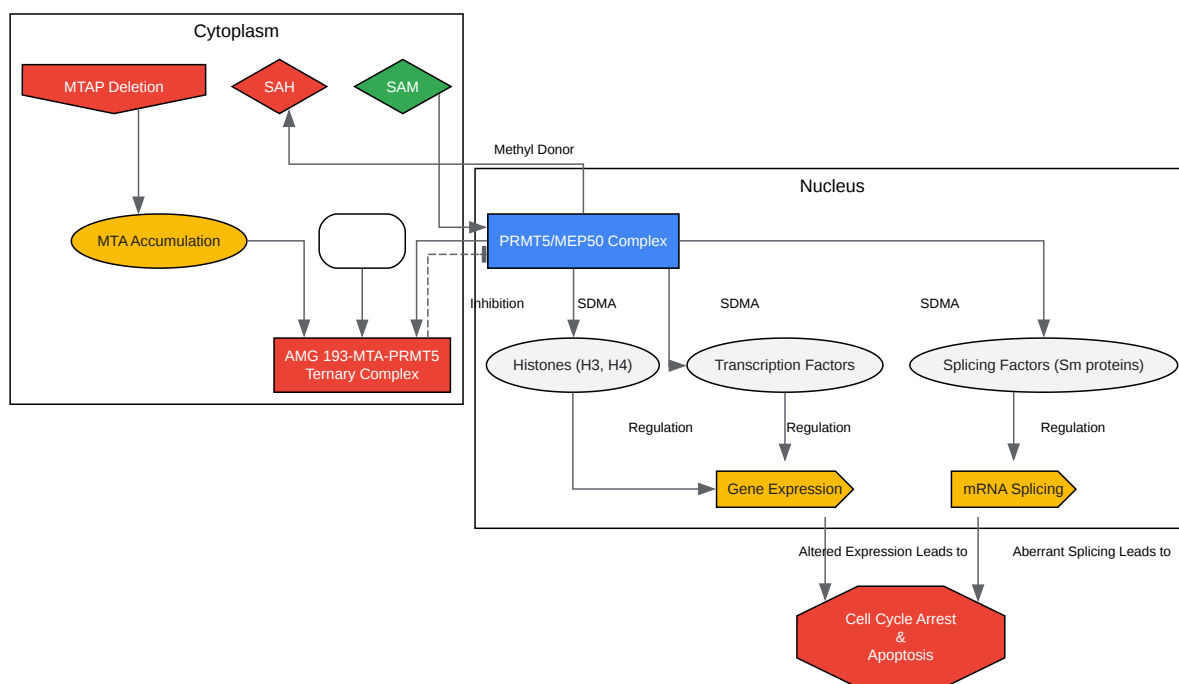 Cytoplasm
MTAP Deletion
SAH
SAM
Methyl Donor
Nucleus
MTA Accumulation
PRMT5/MEP50 Complex
Inhibition
SDMA
SDMA
SDMA
AMG 193-MTA-PRMT5
Ternary Complex
Histones (H3, H4)
Transcription Factors
Splicing Factors (Sm proteins)
Regulation
Regulation
Regulation
Gene Expression
mRNA Splicing
Altered Expression Leads to
Aberrant Splicing Leads to
Cell Cycle Arrest
&
Apoptosis